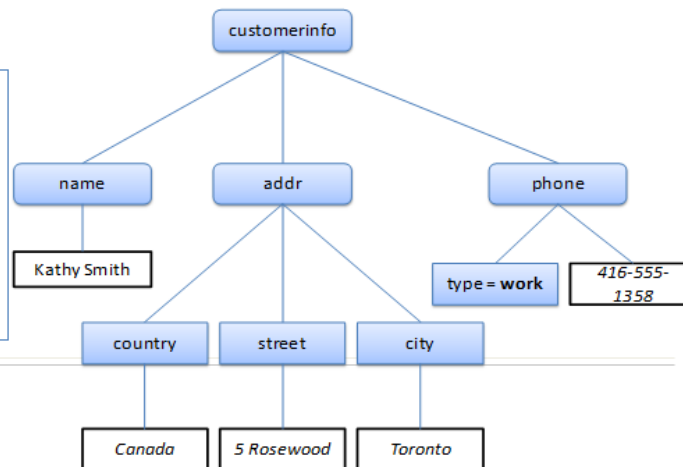 customerinfo
name
addr
phone
Kathy Smith
type = work
416-555-
1358
country
street
city
Canada
5 Rosewood
Toronto